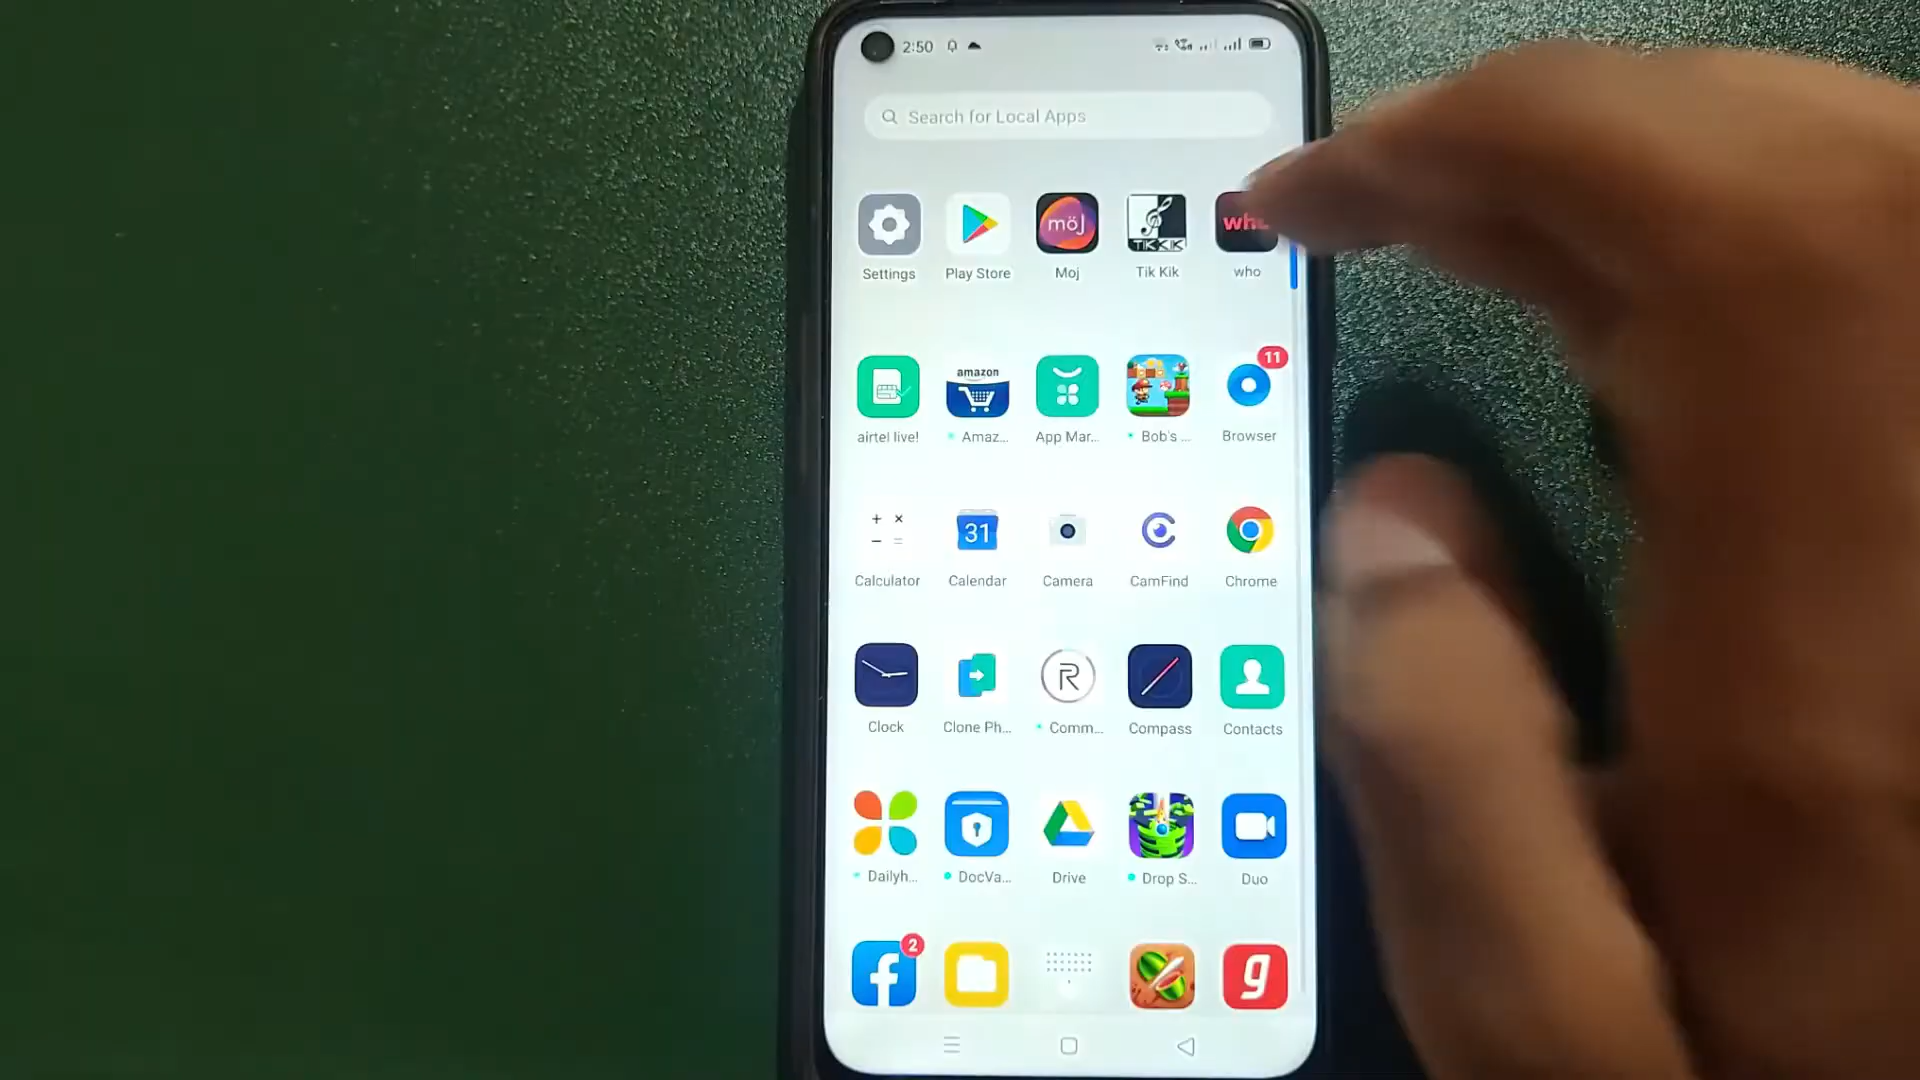 2:50
Search for Local Apps
möj
TIK KIK
Settings
Play Store
Moj
Tik Kik
who
amazon
11
airtel live!
Amaz...
App Mar...
Bob's ...
Browser
31
Calculator
Calendar
Camera
CamFind
Chrome
R
Clock
Clone Ph...
Comm...
Compass
Contacts
Dailyh...
DocVa...
Drive
Drop S...
Duo
2
f
g